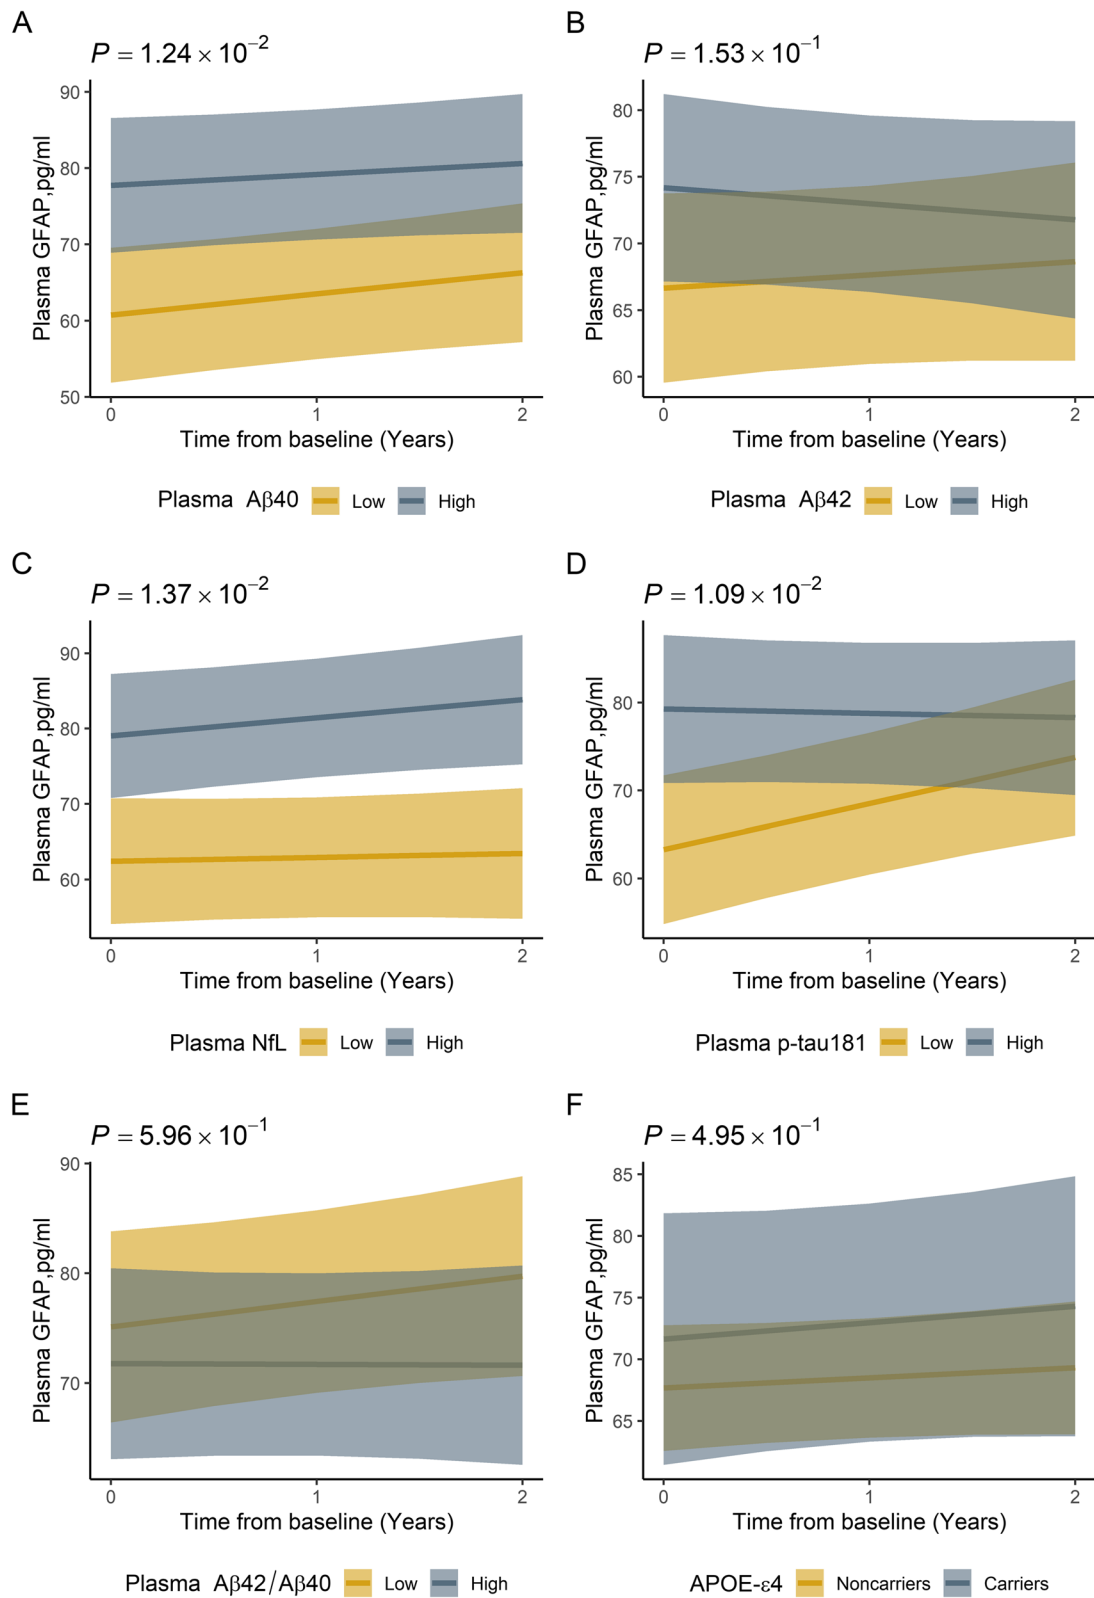 A
P = 1.24 × 10⁻²
Plasma GFAP,pg/ml
90
80
70
60
50
0 1 2
Time from baseline (Years)
Plasma Aβ40 Low High
B
P = 1.53 × 10⁻¹
Plasma GFAP,pg/ml
80
75
70
65
60
0 1 2
Time from baseline (Years)
Plasma Aβ42 Low High
C
P = 1.37 × 10⁻²
Plasma GFAP,pg/ml
90
80
70
60
0 1 2
Time from baseline (Years)
Plasma NfL Low High
D
P = 1.09 × 10⁻²
Plasma GFAP,pg/ml
80
70
60
0 1 2
Time from baseline (Years)
Plasma p-tau181 Low High
E
P = 5.96 × 10⁻¹
Plasma GFAP,pg/ml
90
80
70
0 1 2
Time from baseline (Years)
Plasma Aβ42/Aβ40 Low High
F
P = 4.95 × 10⁻¹
Plasma GFAP,pg/ml
85
80
75
70
65
0 1 2
Time from baseline (Years)
APOE-ε4 Noncarriers Carriers